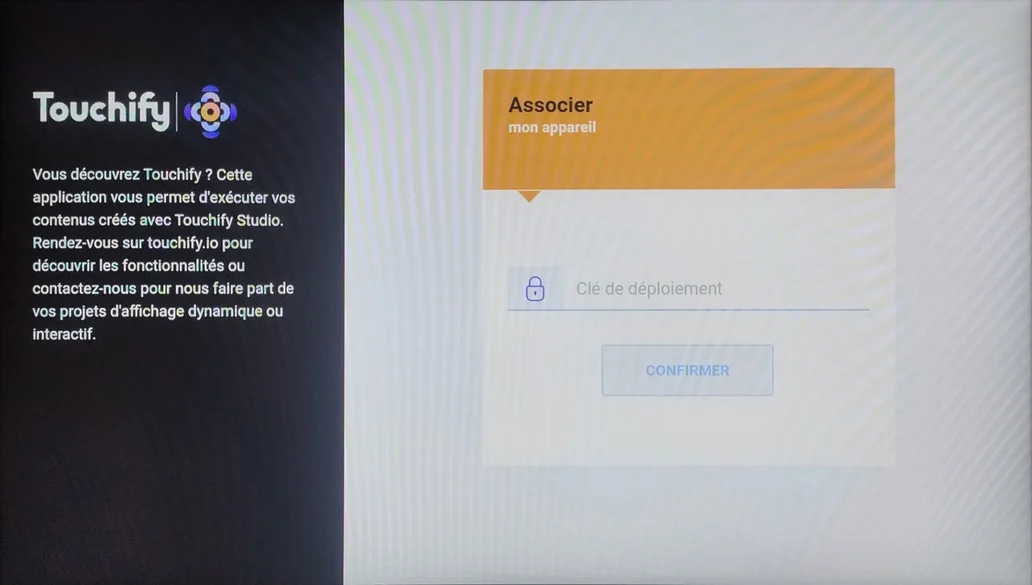 Touchify
Vous découvrez Touchify ? Cette
application vous permet d'exécuter vos
contenus créés avec Touchify Studio.
Rendez-vous sur touchify.io pour
découvrir les fonctionnalités ou
contactez-nous pour nous faire part de
vos projets d'affichage dynamique ou
interactif.
Associer
mon appareil
Clé de déploiement
CONFIRMER